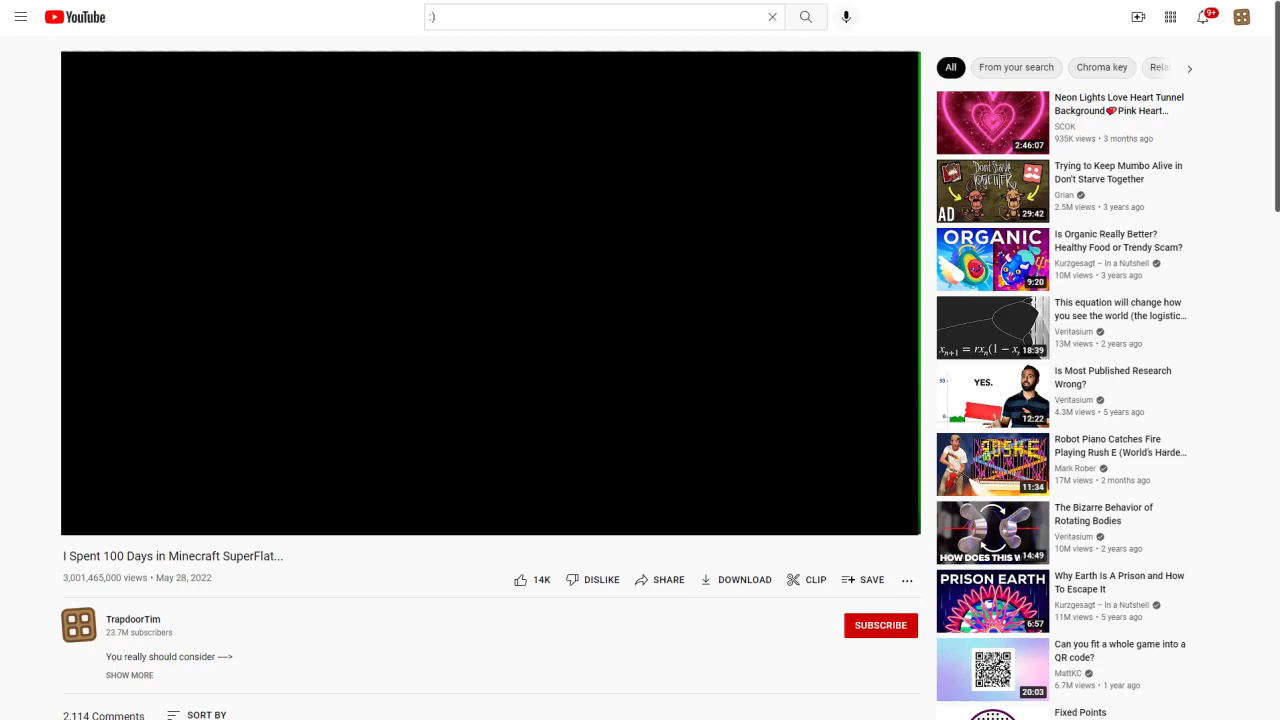 YouTube
:)
9+
All
From your search
Chroma key
Rela
Neon Lights Love Heart Tunnel
Background💗Pink Heart...
SCOK
935K views • 3 months ago
2:46:07
Trying to Keep Mumbo Alive in
Don't Starve Together
Grian
2.5M views • 3 years ago
Don't Starve
TOGETHER
AD
29:42
Is Organic Really Better?
Healthy Food or Trendy Scam?
Kurzgesagt – In a Nutshell
10M views • 3 years ago
ORGANIC
9:20
This equation will change how
you see the world (the logistic...
Veritasium
13M views • 2 years ago
18:39
Is Most Published Research
Wrong?
Veritasium
4.3M views • 5 years ago
YES.
12:22
Robot Piano Catches Fire
Playing Rush E (World's Harde...
Mark Rober
17M views • 2 months ago
RUSH E
11:34
The Bizarre Behavior of
Rotating Bodies
Veritasium
10M views • 2 years ago
HOW DOES THIS W
14:49
Why Earth Is A Prison and How
To Escape It
Kurzgesagt – In a Nutshell
11M views • 5 years ago
PRISON EARTH
6:57
Can you fit a whole game into a
QR code?
MattKC
6.7M views • 1 year ago
20:03
Fixed Points
I Spent 100 Days in Minecraft SuperFlat...
3,001,465,000 views • May 28, 2022
14K
DISLIKE
SHARE
DOWNLOAD
CLIP
SAVE
TrapdoorTim
23.7M subscribers
SUBSCRIBE
You really should consider ---->
SHOW MORE
2,114 Comments
SORT BY